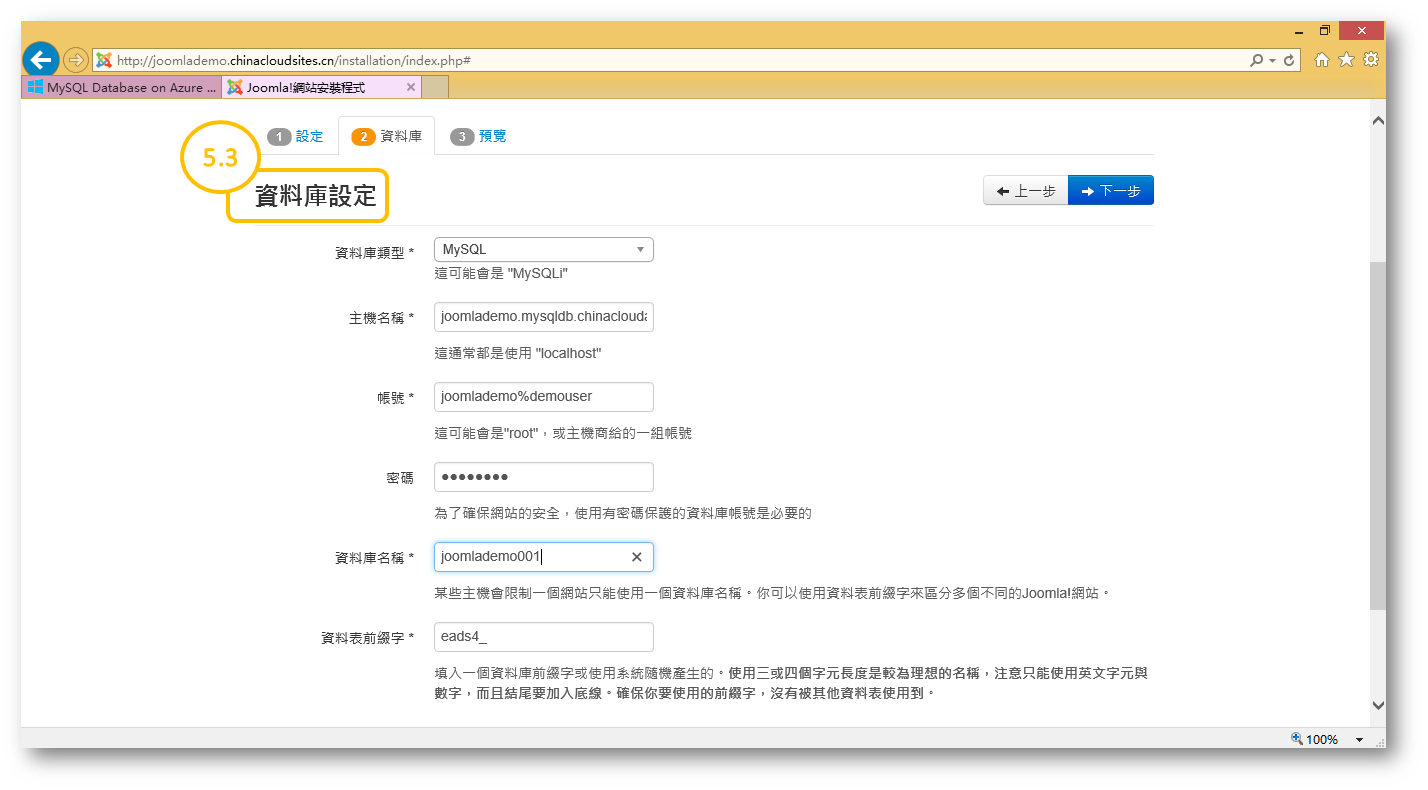 http://joomlademo.chinacloudsites.cn/installation/index.php#
MySQL Database on Azure ...
Joomla!網站安裝程式
1 設定
2 資料庫
3 預覽
5.3
資料庫設定
上一步
下一步
資料庫類型 *
MySQL
這可能會是 "MySQLi"
主機名稱 *
joomlademo.mysqldb.chinaclouda
這通常都是使用 "localhost"
帳號 *
joomlademo%demouser
這可能會是"root"，或主機商給的一組帳號
密碼
●●●●●●●●
為了確保網站的安全，使用有密碼保護的資料庫帳號是必要的
資料庫名稱 *
joomlademo001
某些主機會限制一個網站只能使用一個資料庫名稱。你可以使用資料表前綴字來區分多個不同的Joomla!網站。
資料表前綴字 *
eads4_
填入一個資料庫前綴字或使用系統隨機產生的。使用三或四個字元長度是較為理想的名稱，注意只能使用英文字元與
數字，而且結尾要加入底線。確保你要使用的前綴字，沒有被其他資料表使用到。
100%